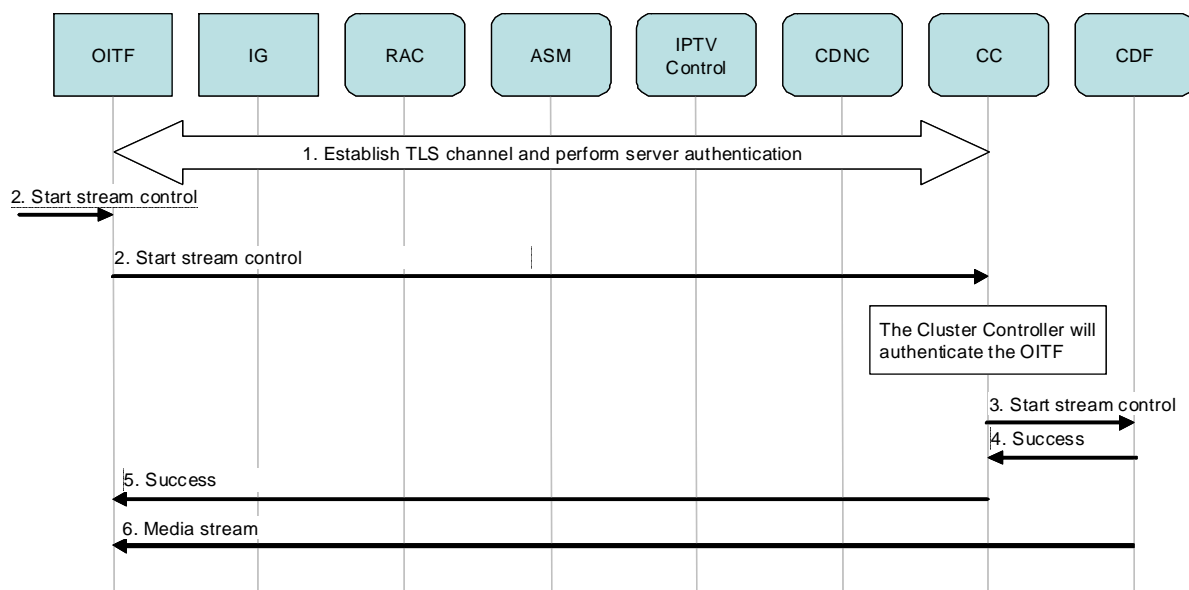 OITF
IG
RAC
ASM
IPTV
Control
CDNC
CC
CDF
1. Establish TLS channel and perform server authentication
2. Start stream control
2. Start stream control
The Cluster Controller will
authenticate the OITF
3. Start stream control
4. Success
5. Success
6. Media stream